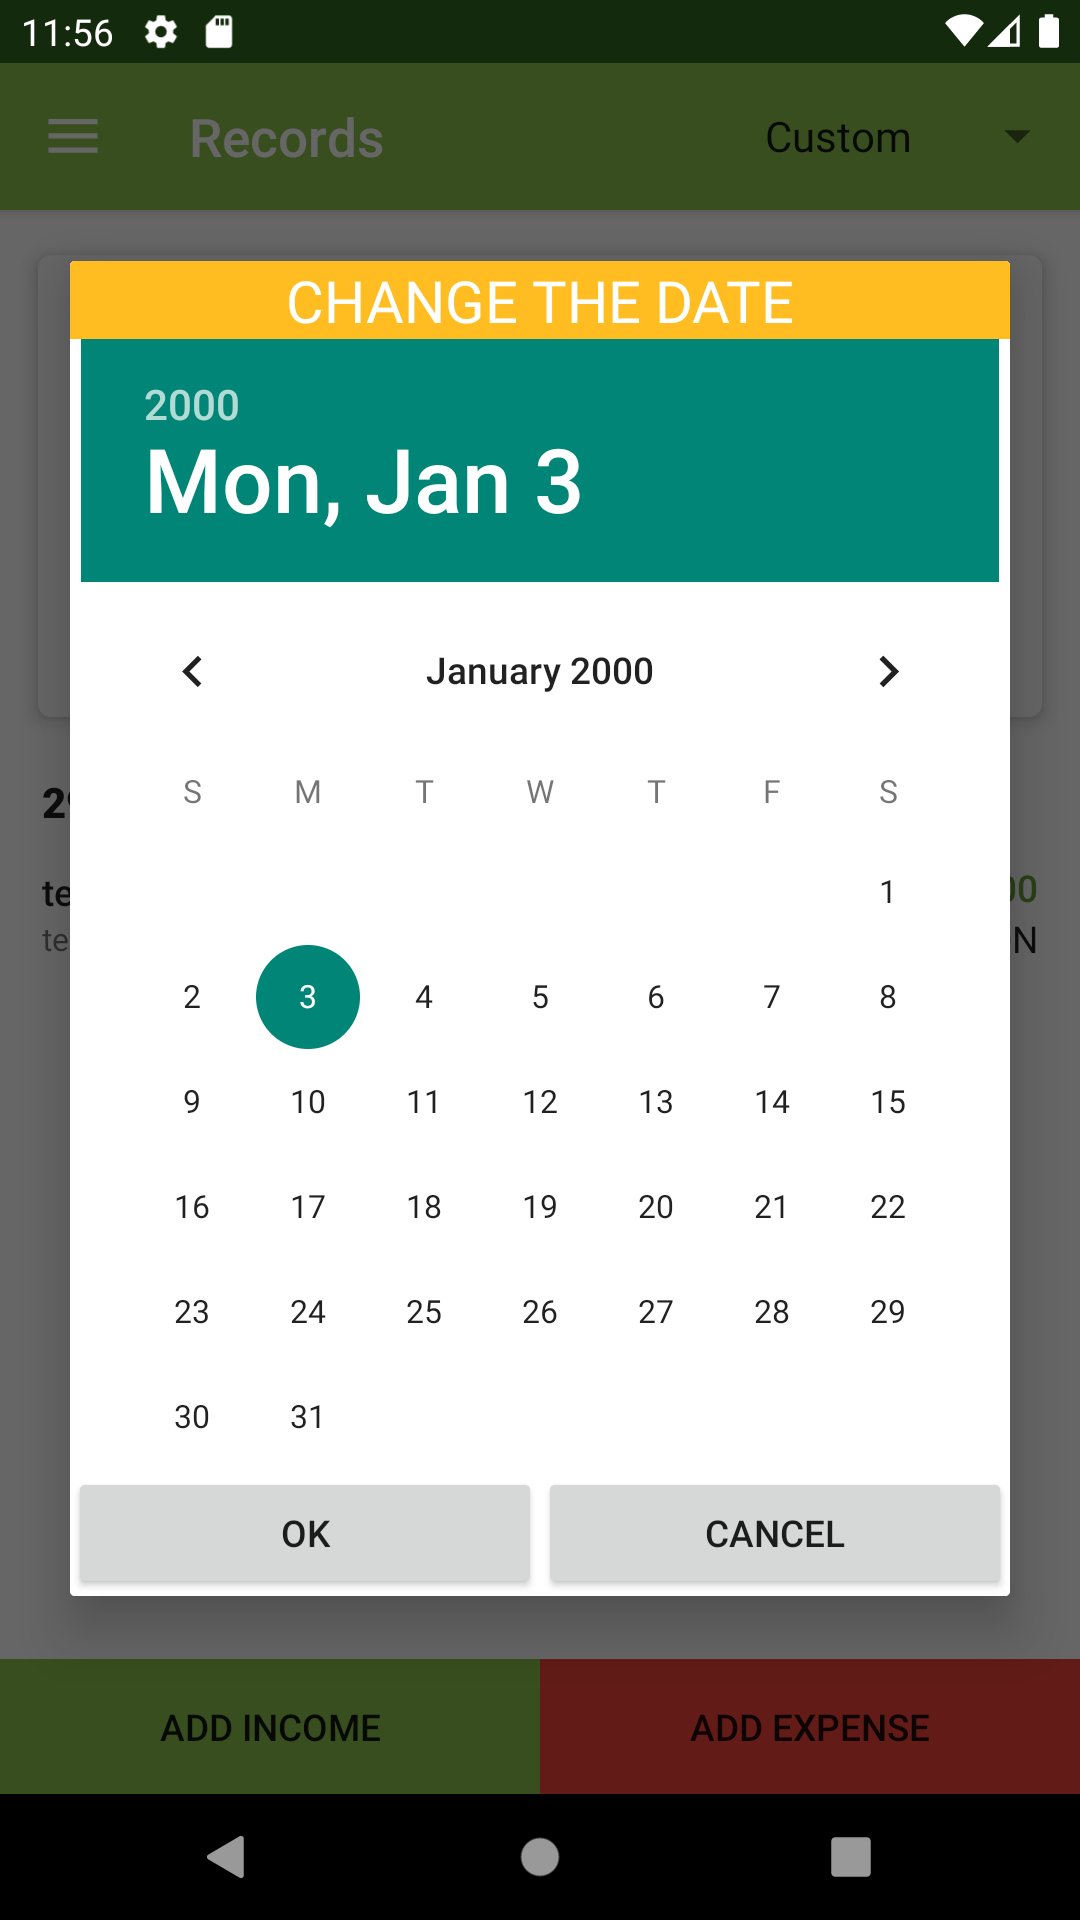 11:56
Records Custom
CHANGE THE DATE
2000
Mon, Jan 3
January 2000
S M T W T F S
1
2 3 4 5 6 7 8
9 10 11 12 13 14 15
16 17 18 19 20 21 22
23 24 25 26 27 28 29
30 31
OK CANCEL
ADD INCOME ADD EXPENSE